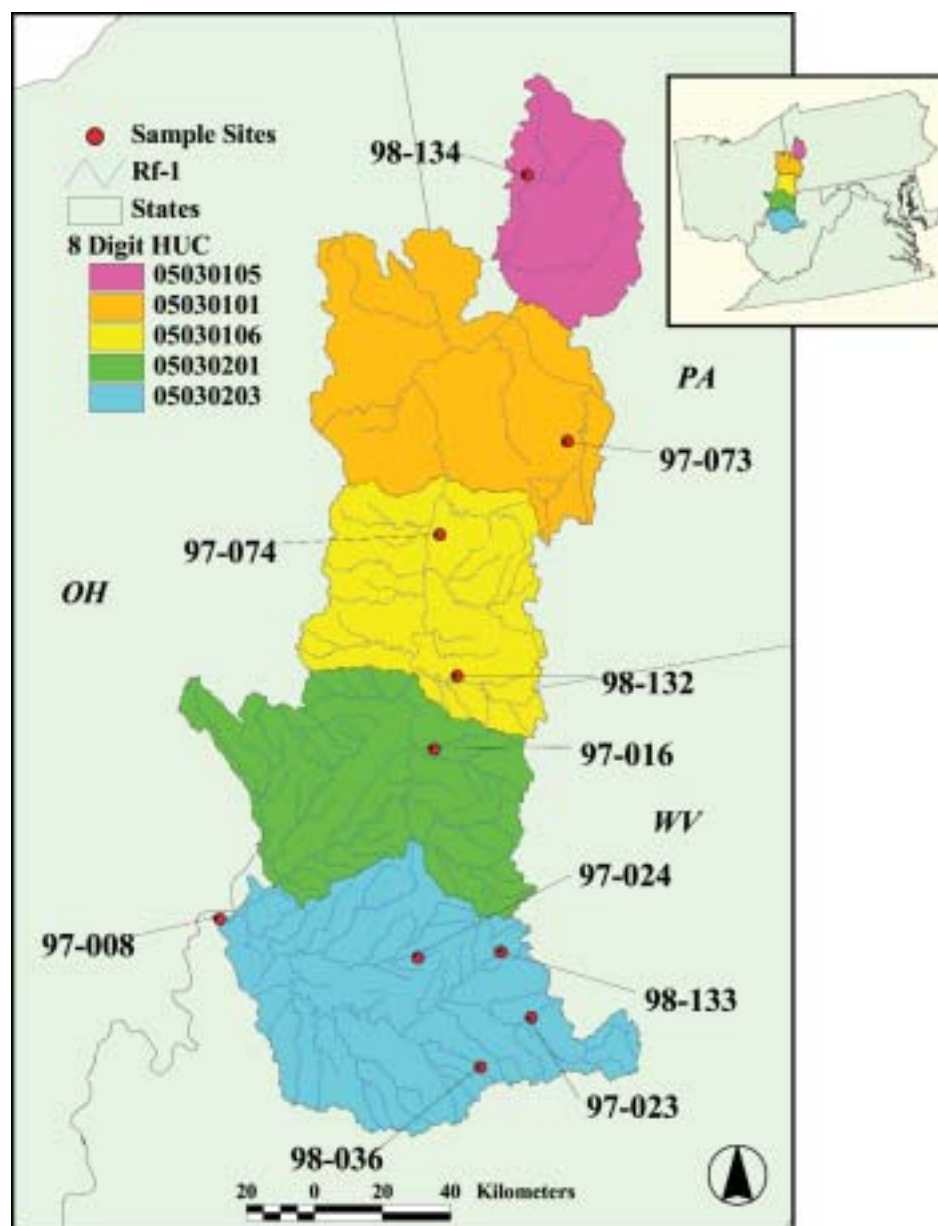 Sample Sites
Rf-1
States
8 Digit HUC
05030105
05030101
05030106
05030201
05030203
98-134
PA
97-073
97-074
OH
98-132
97-016
WV
97-024
97-008
98-133
97-023
98-036
20 0 20 40 Kilometers